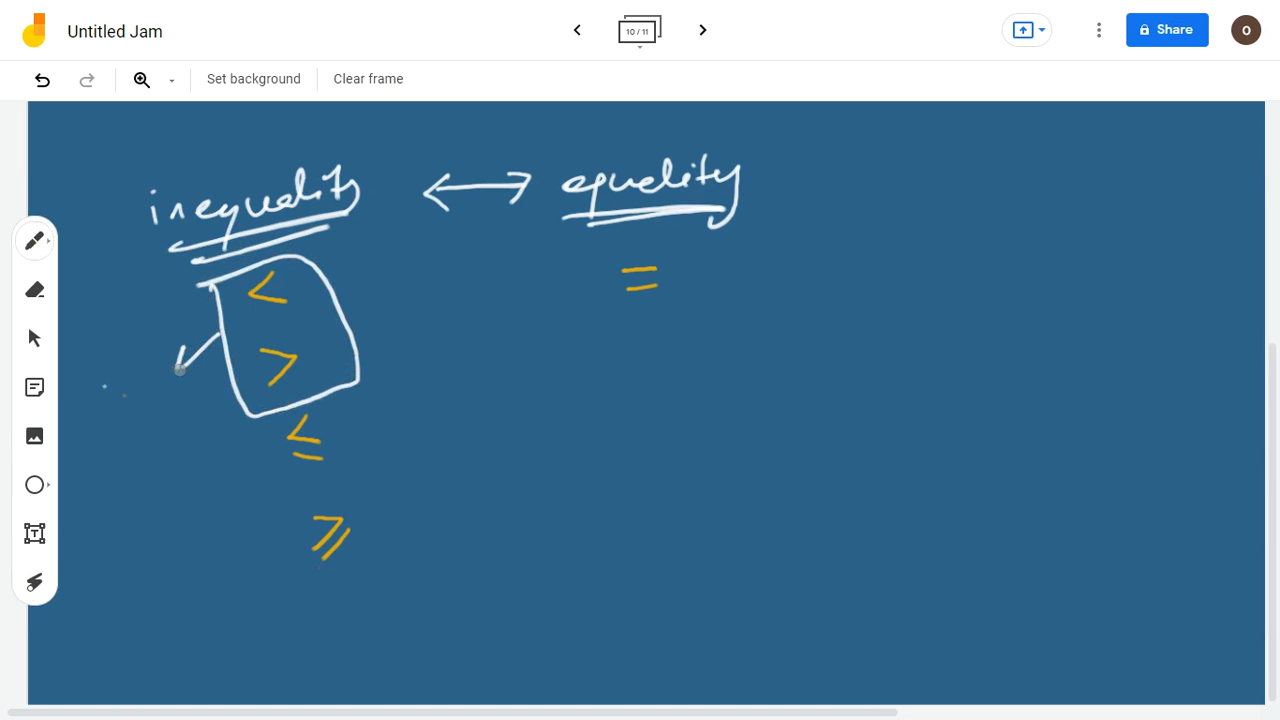 Untitled Jam
10 / 11
Share
O
Set background
Clear frame
inequality ↔ equality
< =
>
≤
≥